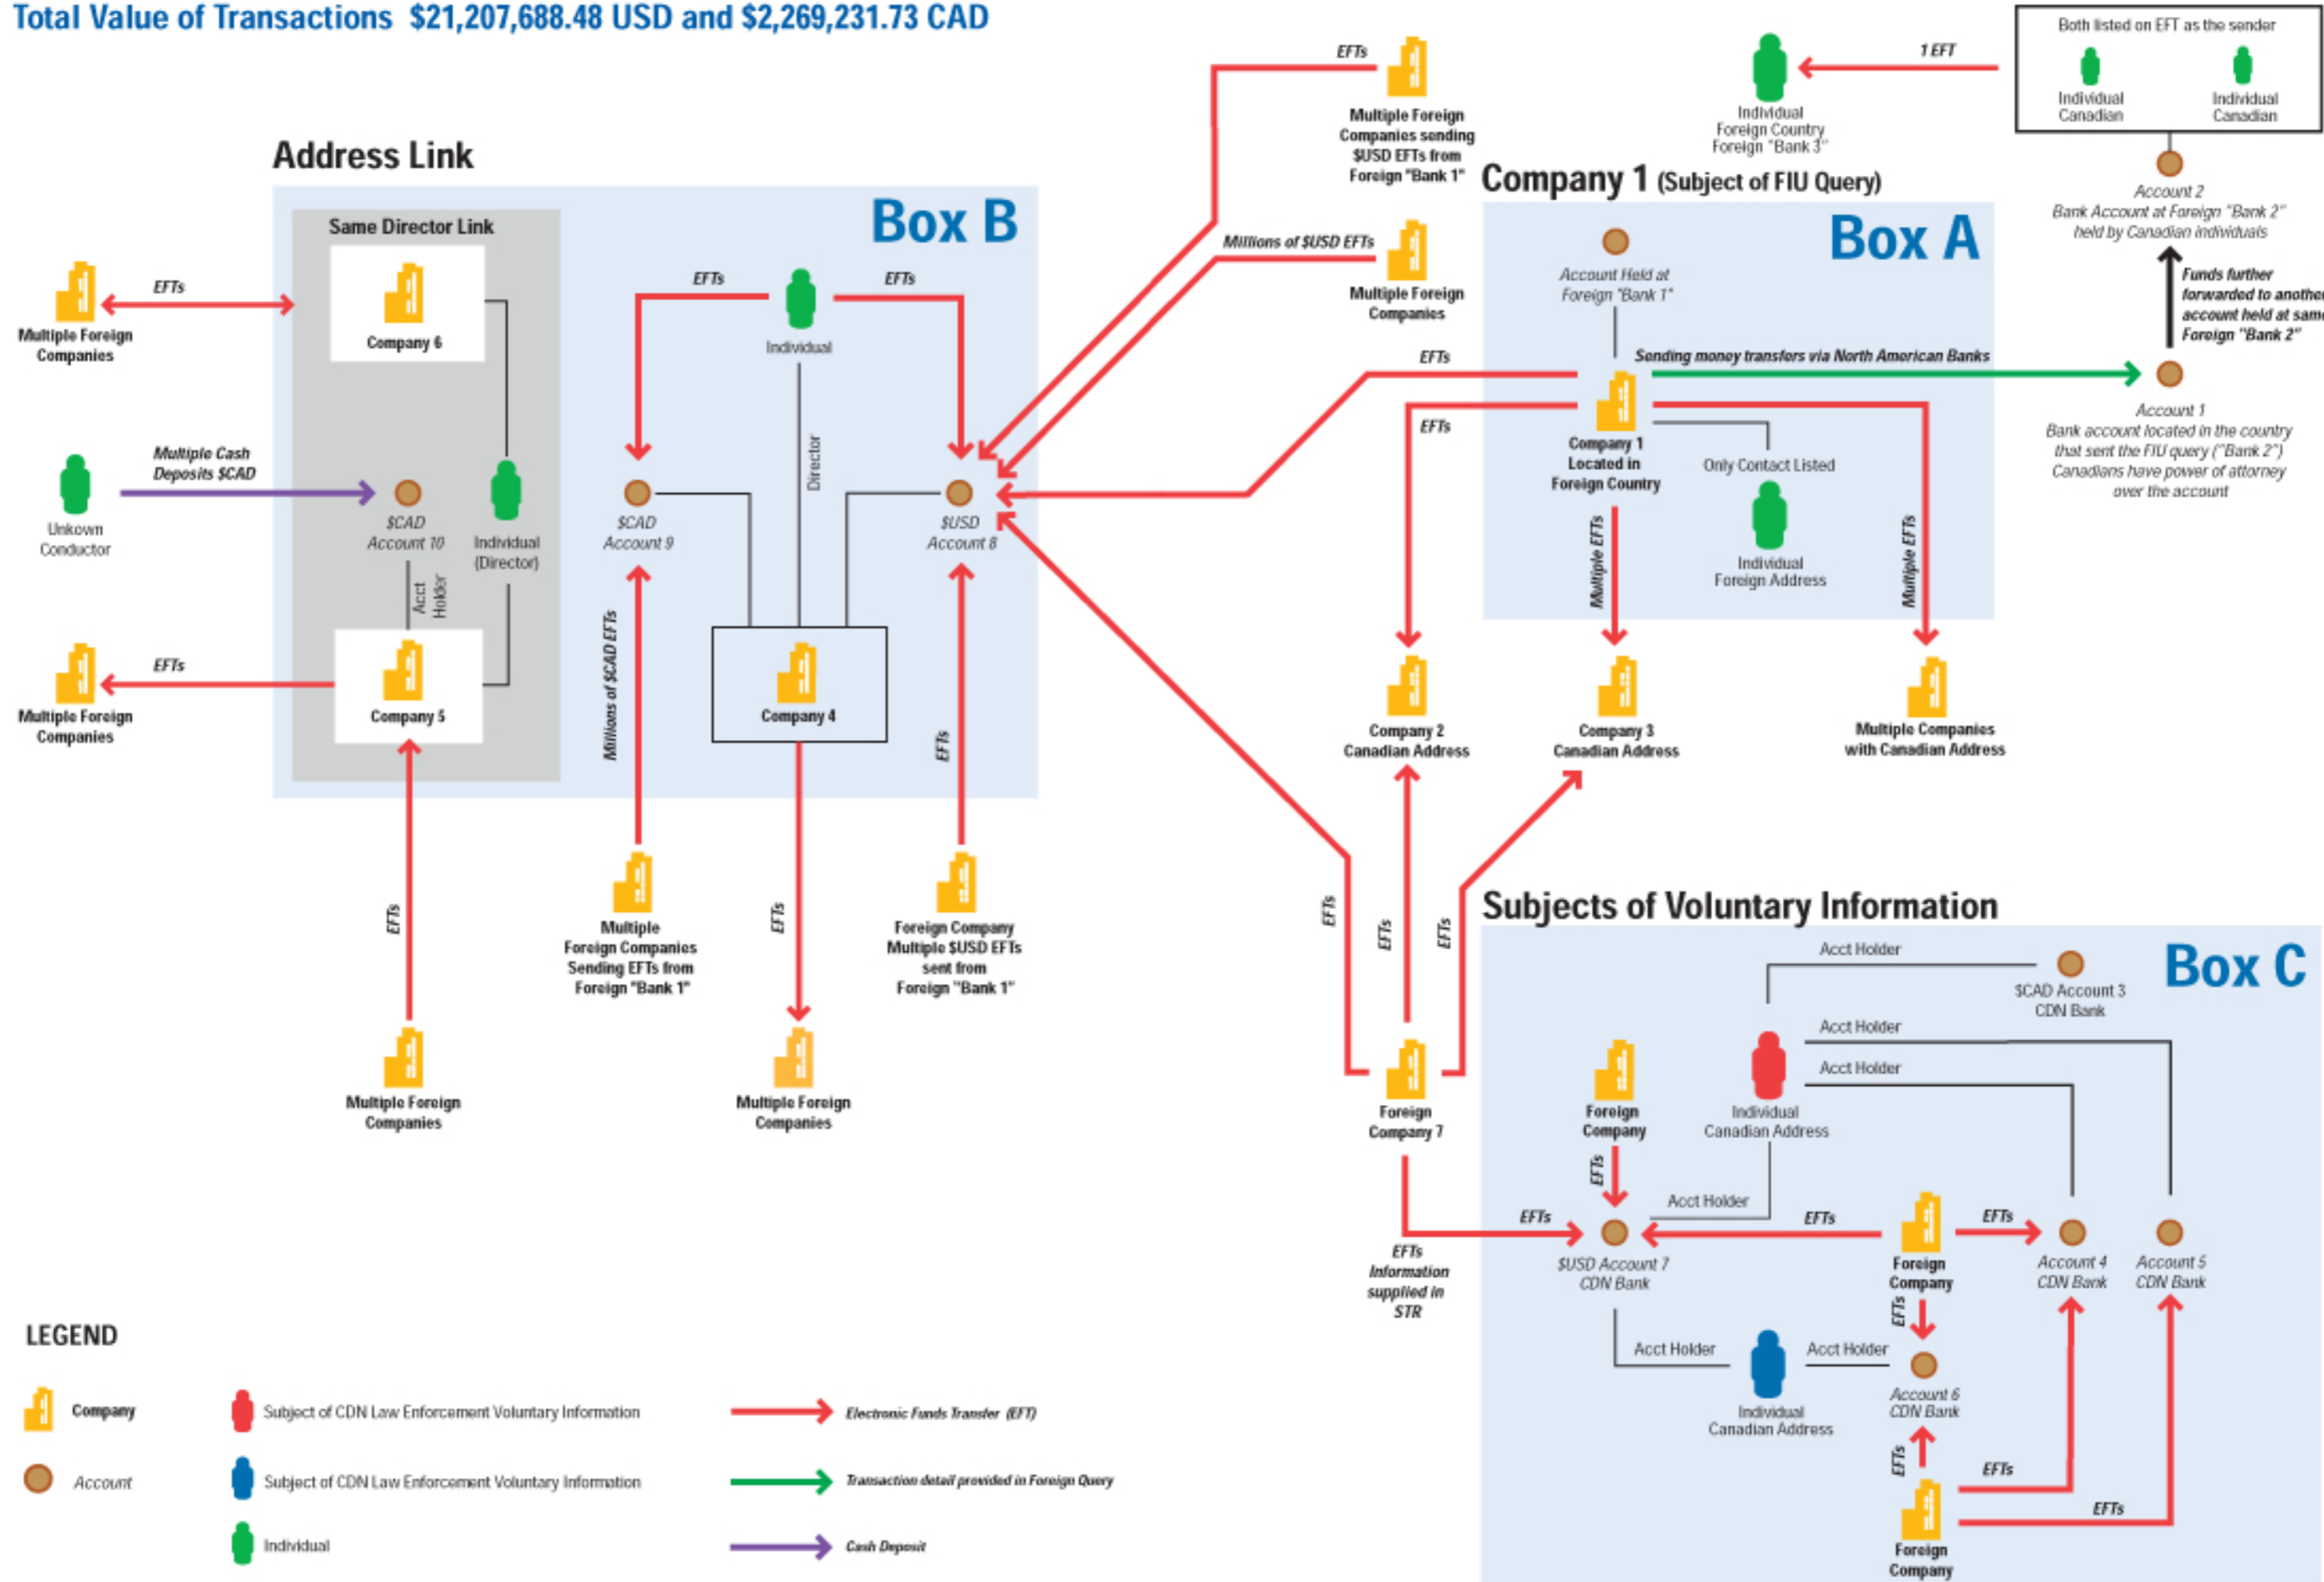 Total Value of Transactions $21,207,688.48 USD and $2,269,231.73 CAD
Address Link
Box B
Same Director Link
Company 6
EFTs
Multiple Foreign
Companies
Multiple Cash
Deposits $CAD
Unkown
Conductor
$CAD
Account 10
Individual
(Director)
Acct
Holder
EFTs
Multiple Foreign
Companies
Company 5
EFTs
Multiple Foreign
Companies
EFTs
EFTs
Individual
Director
$CAD
Account 9
$USD
Account 8
Millions of $CAD EFTs
Company 4
EFTs
EFTs
Multiple
Foreign Companies
Sending EFTs from
Foreign "Bank 1"
Multiple Foreign
Companies
Foreign Company
Multiple $USD EFTs
sent from
Foreign "Bank 1"
EFTs
Multiple Foreign
Companies sending
$USD EFTs from
Foreign "Bank 1"
Millions of $USD EFTs
Multiple Foreign
Companies
EFTs
EFTs
Individual
Foreign Country
Foreign "Bank 3"
1 EFT
Both listed on EFT as the sender
Individual
Canadian
Individual
Canadian
Account 2
Bank Account at Foreign "Bank 2"
held by Canadian individuals
Funds further
forwarded to another
account held at same
Foreign "Bank 2"
Account 1
Bank account located in the country
that sent the FIU query ("Bank 2")
Canadians have power of attorney
over the account
Company 1 (Subject of FIU Query)
Box A
Account Held at
Foreign "Bank 1"
Sending money transfers via North American Banks
Company 1
Located in
Foreign Country
Only Contact Listed
Individual
Foreign Address
Multiple EFTs
Multiple EFTs
Company 2
Canadian Address
Company 3
Canadian Address
Multiple Companies
with Canadian Address
EFTs
EFTs
EFTs
Foreign
Company 7
EFTs
EFTs
Information
supplied in
STR
Subjects of Voluntary Information
Box C
Acct Holder
$CAD Account 3
CDN Bank
Acct Holder
Acct Holder
Foreign
Company
Individual
Canadian Address
EFTs
Acct Holder
EFTs
EFTs
$USD Account 7
CDN Bank
Foreign
Company
Account 4
CDN Bank
Account 5
CDN Bank
EFTs
Acct Holder
Acct Holder
Individual
Canadian Address
Account 6
CDN Bank
EFTs
EFTs
EFTs
Foreign
Company
LEGEND
Company
Account
Subject of CDN Law Enforcement Voluntary Information
Subject of CDN Law Enforcement Voluntary Information
Individual
Electronic Funds Transfer (EFT)
Transaction detail provided in Foreign Query
Cash Deposit